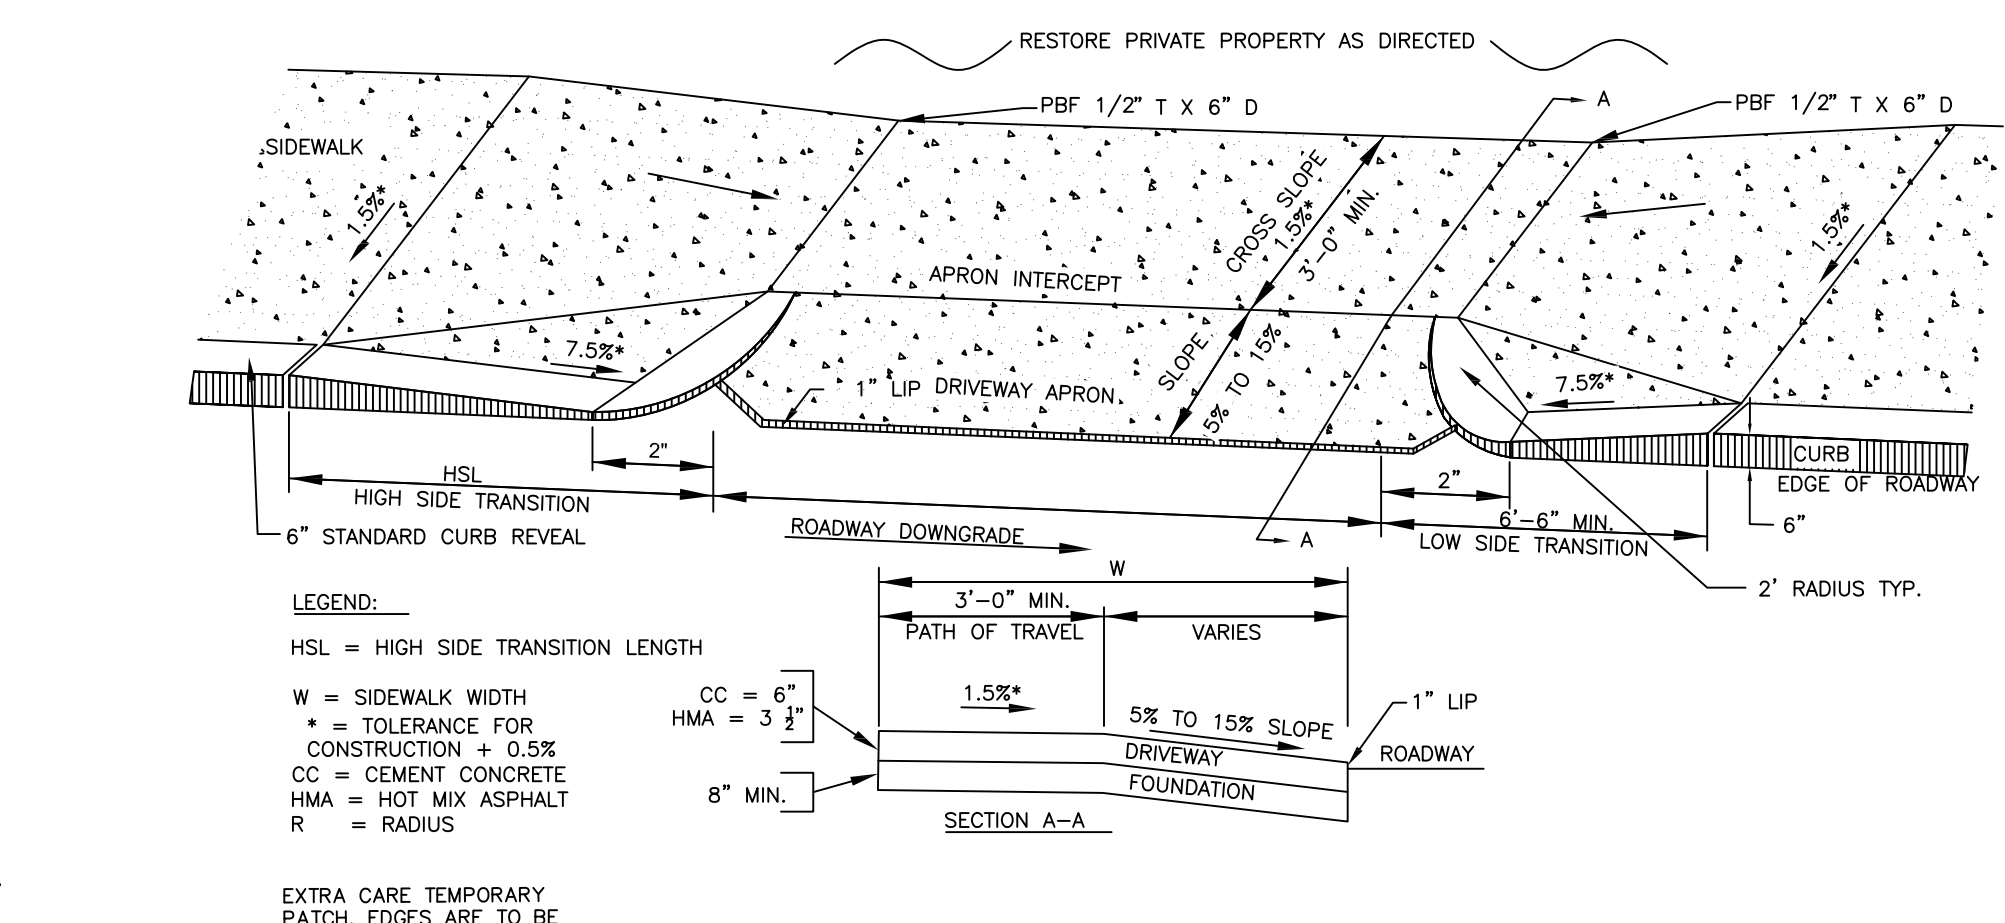 RESTORE PRIVATE PROPERTY AS DIRECTED
PBF 1/2" T X 6" D
A
PBF 1/2" T X 6" D
SIDEWALK
1.5%*
CROSS SLOPE
1.5%*
3'-0" MIN.
1.5%*
APRON INTERCEPT
7.5%*
SLOPE
5% TO 15%
1" LIP
DRIVEWAY APRON
7.5%*
2"
HSL
HIGH SIDE TRANSITION
6" STANDARD CURB REVEAL
ROADWAY DOWNGRADE
A
2"
6'-6" MIN.
LOW SIDE TRANSITION
CURB
EDGE OF ROADWAY
6"
2' RADIUS TYP.
W
3'-0" MIN.
PATH OF TRAVEL
VARIES
LEGEND:
HSL = HIGH SIDE TRANSITION LENGTH
W = SIDEWALK WIDTH
* = TOLERANCE FOR
CONSTRUCTION + 0.5%
CC = CEMENT CONCRETE
HMA = HOT MIX ASPHALT
R = RADIUS
CC = 6"
HMA = 3 1/2"
8" MIN.
1.5%*
5% TO 15% SLOPE
1" LIP
ROADWAY
DRIVEWAY
FOUNDATION
SECTION A-A
EXTRA CARE TEMPORARY
PATCH. EDGES ARE TO BE